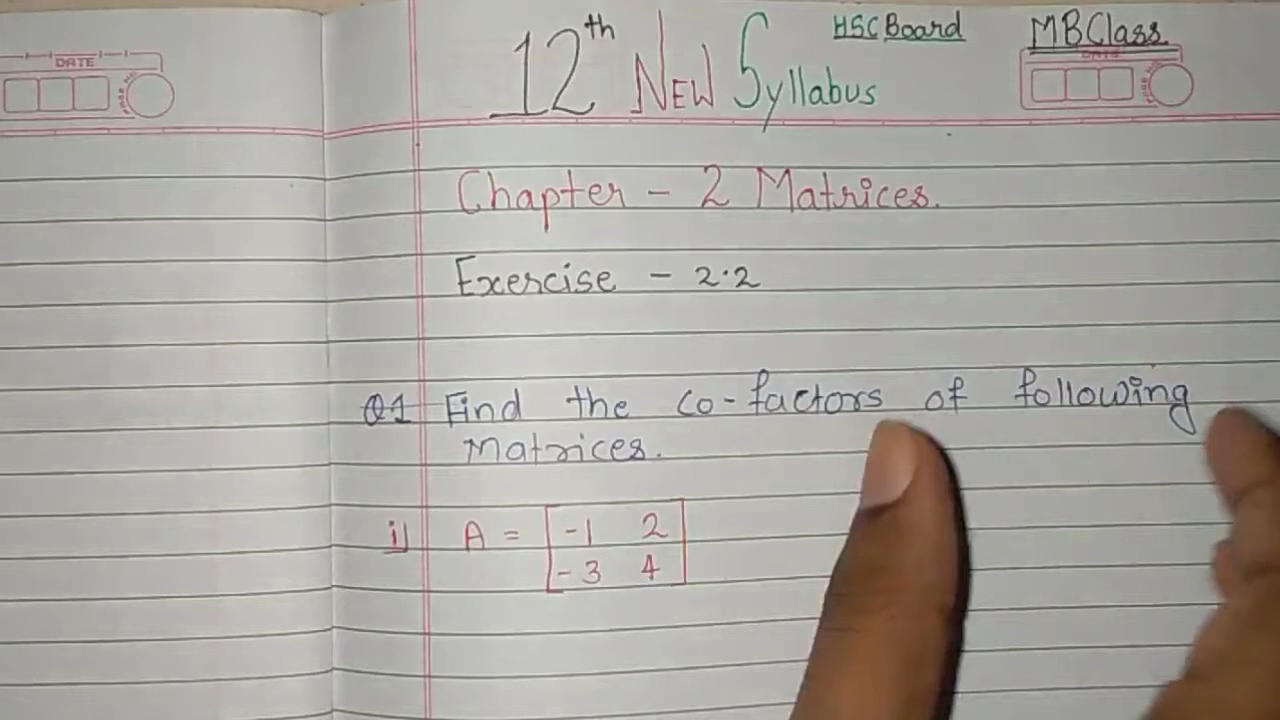 HSC Board
MBClass
12th New Syllabus
DATE
DATE
Chapter - 2 Matrices.
Exercise - 2.2
Q1 Find the co-factors of following
Matrices.
i) A = [-1 2
-3 4]